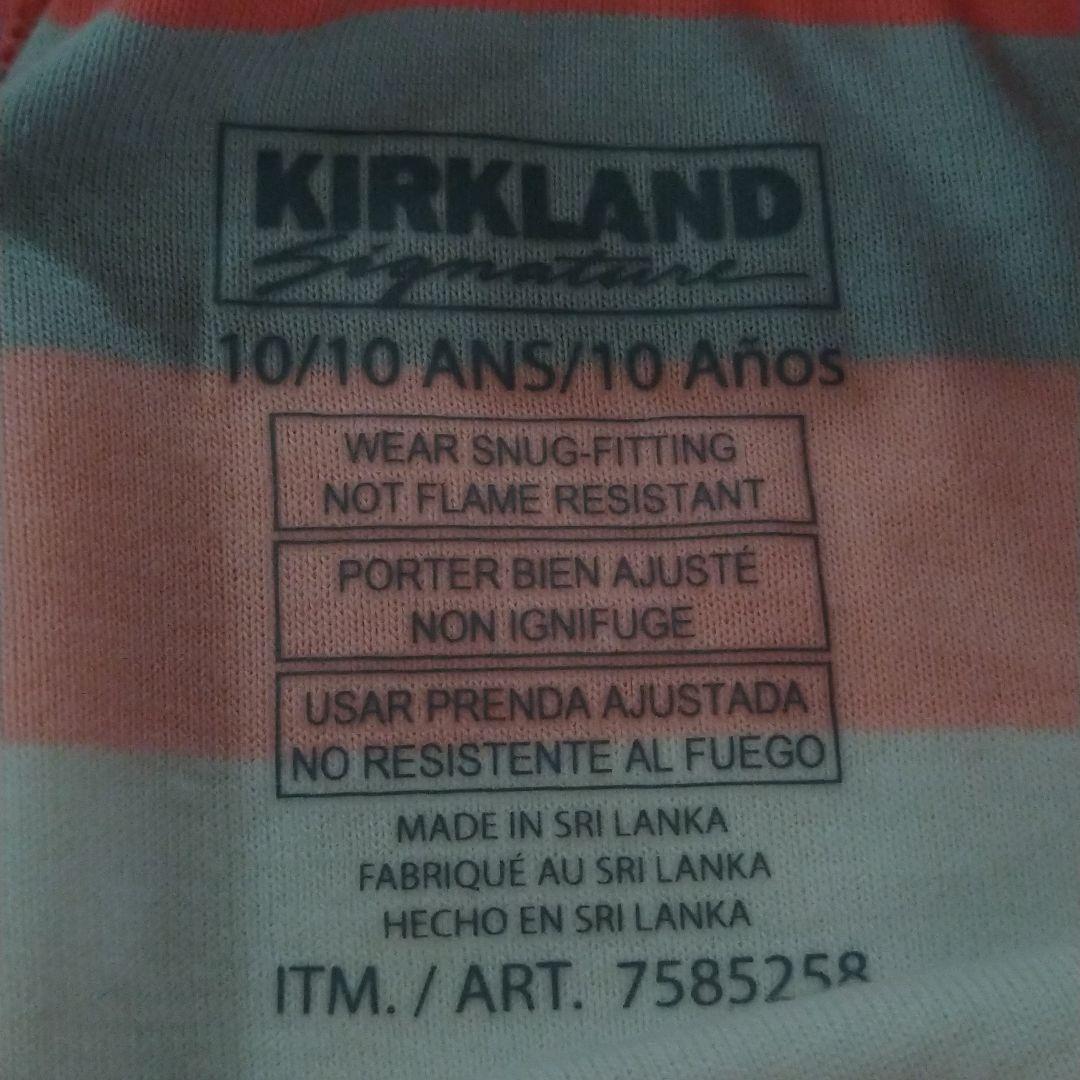 KIRKLAND
Signature
10/10 ANS/10 Años
WEAR SNUG-FITTING
NOT FLAME RESISTANT
PORTER BIEN AJUSTÉ
NON IGNIFUGE
USAR PRENDA AJUSTADA
NO RESISTENTE AL FUEGO
MADE IN SRI LANKA
FABRIQUÉ AU SRI LANKA
HECHO EN SRI LANKA
ITM. / ART. 7585258